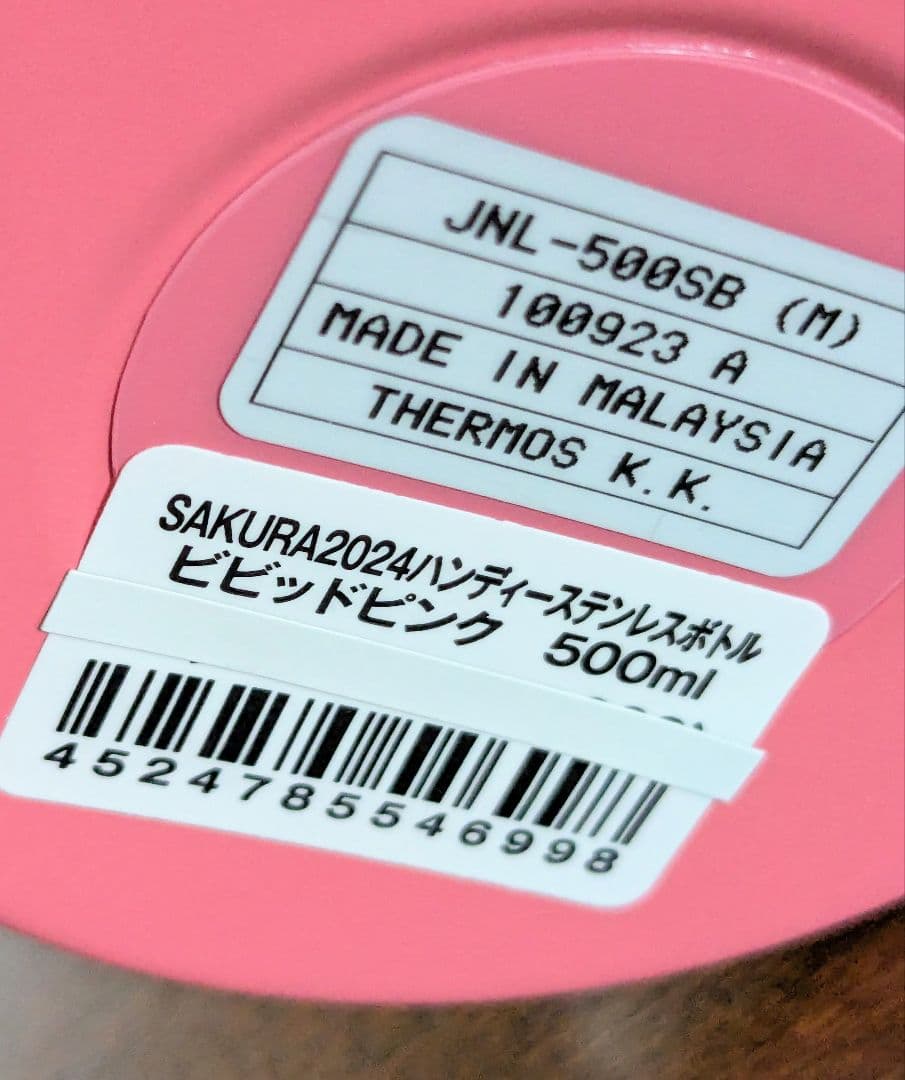 JNL-500SB (M)
100923 A
MADE IN MALAYSIA
THERMOS K.K.
SAKURA2024ハンディーステンレスボトル
ビビッドピンク 500ml
4524785546998